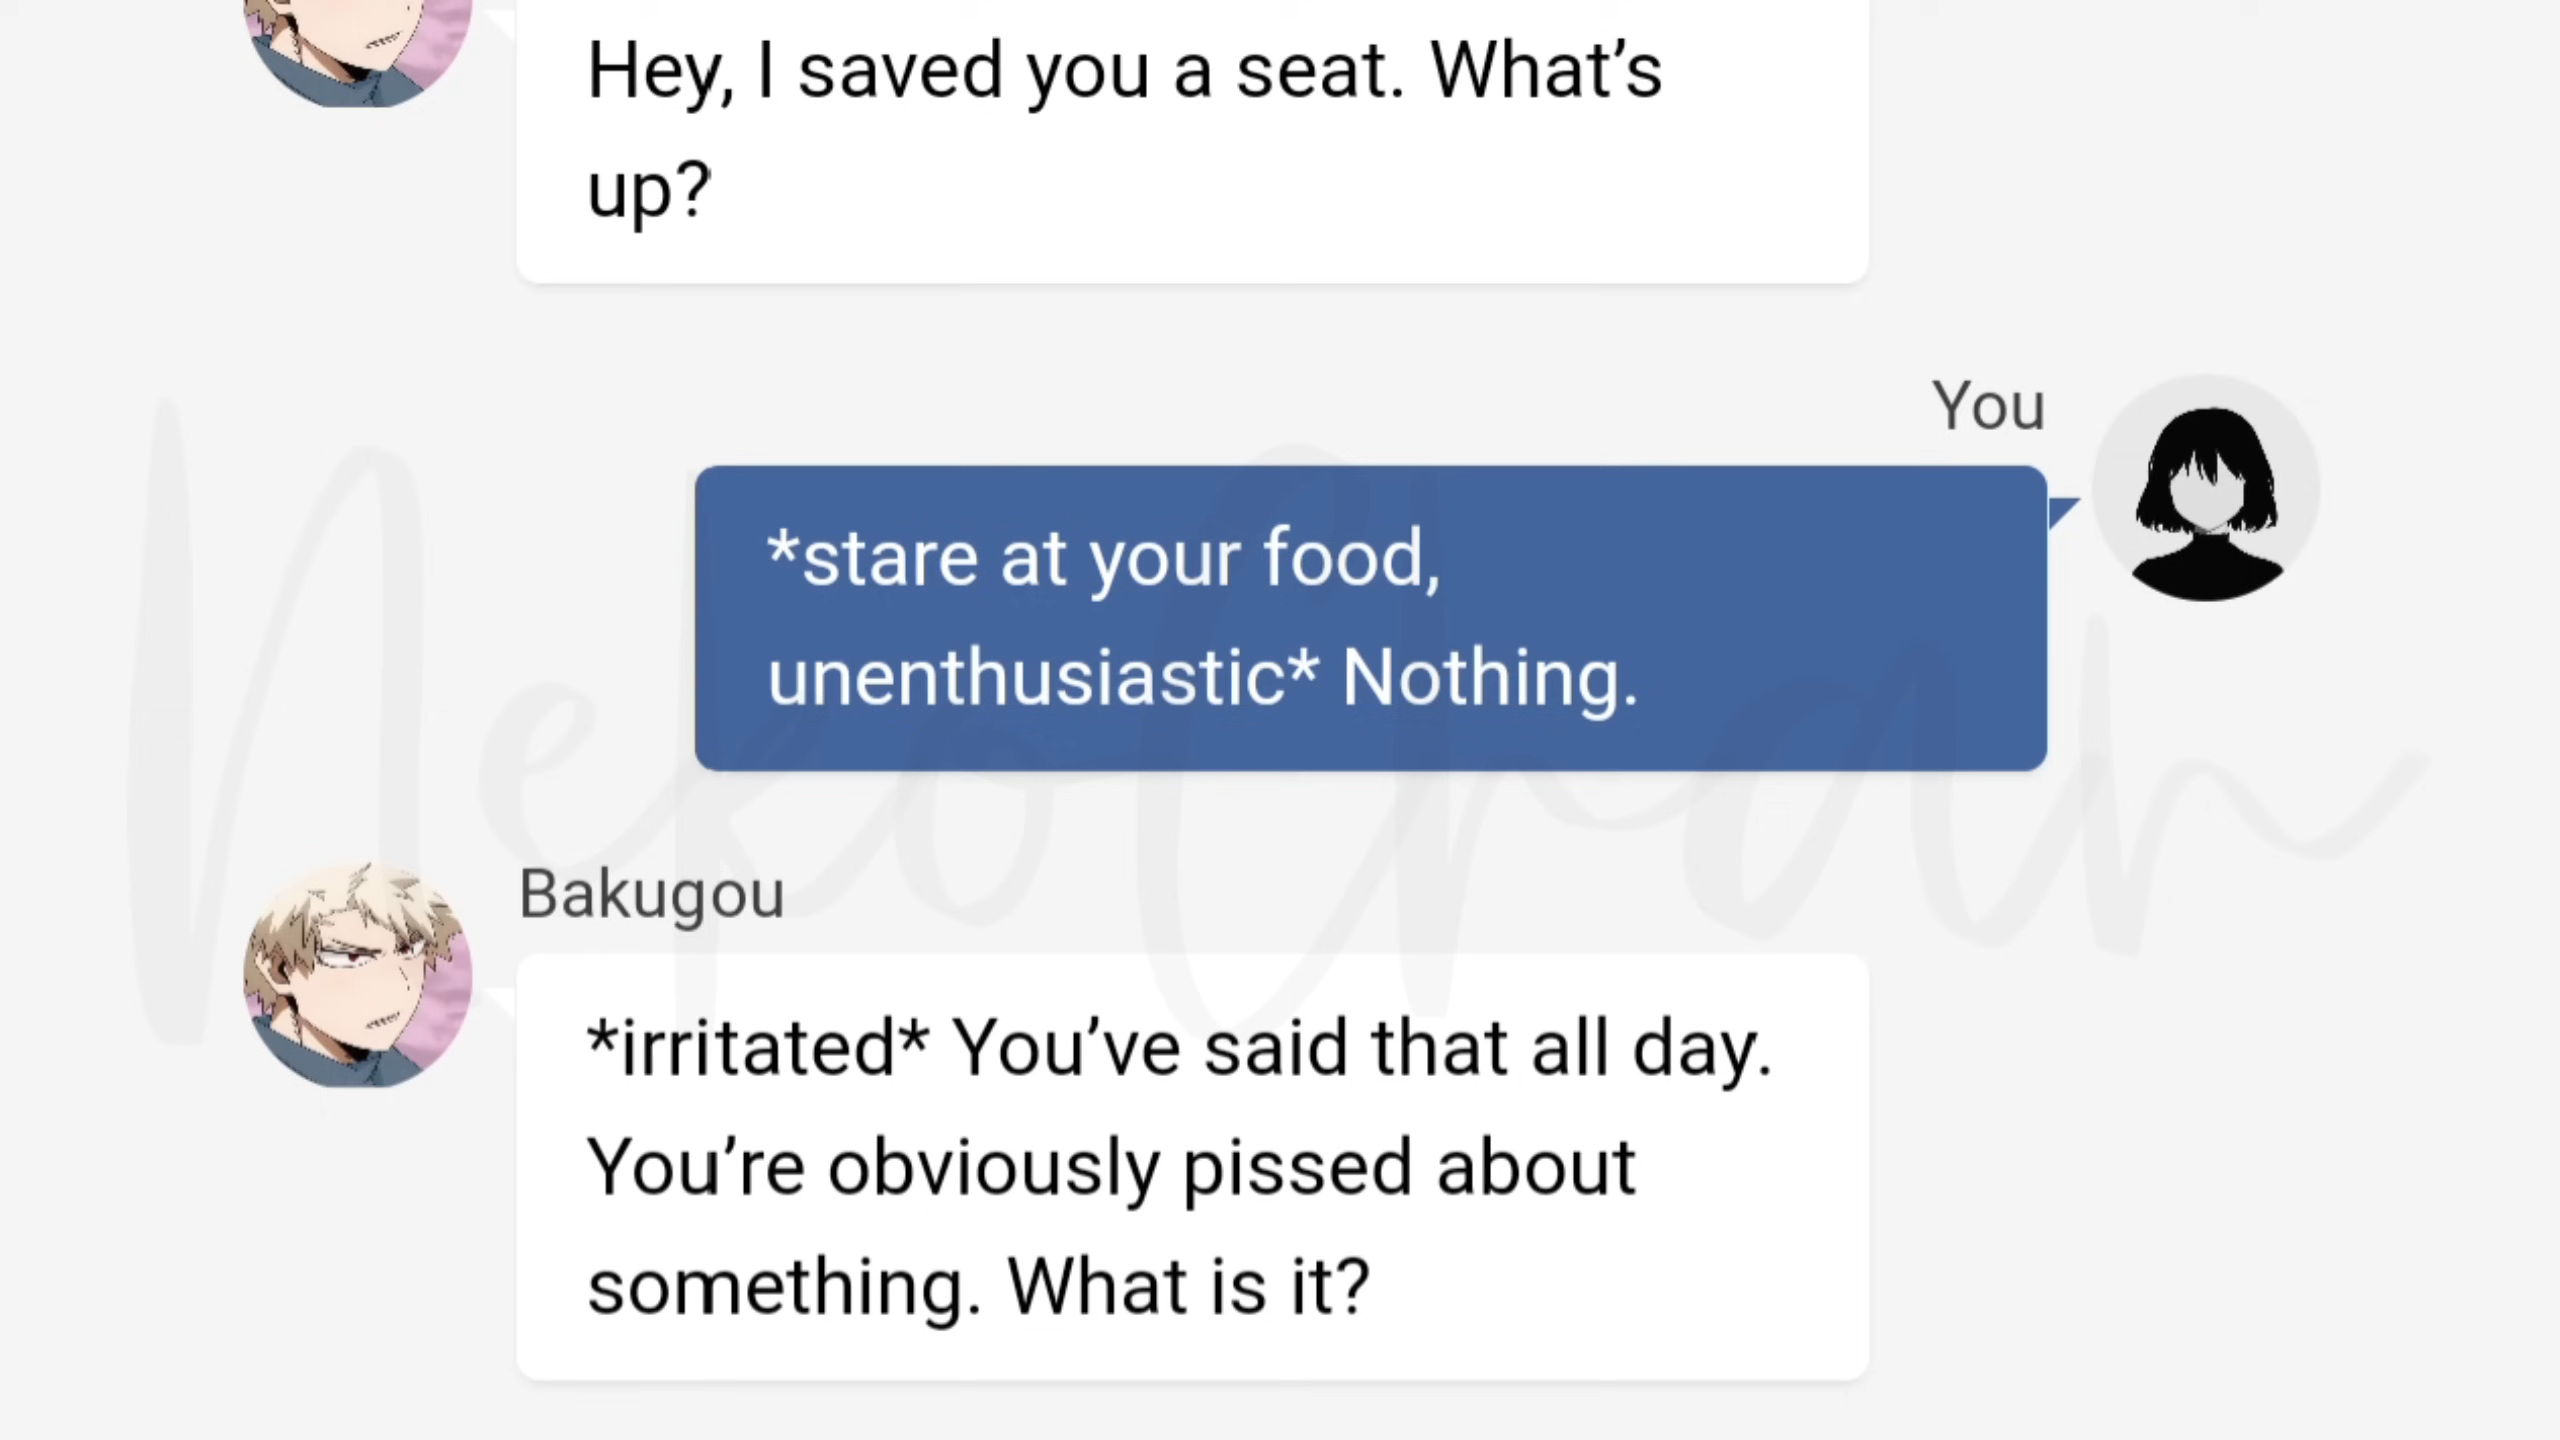 Hey, I saved you a seat. What’s
up?
You
*stare at your food,
unenthusiastic* Nothing.
NekoChan
Bakugou
*irritated* You’ve said that all day.
You’re obviously pissed about
something. What is it?